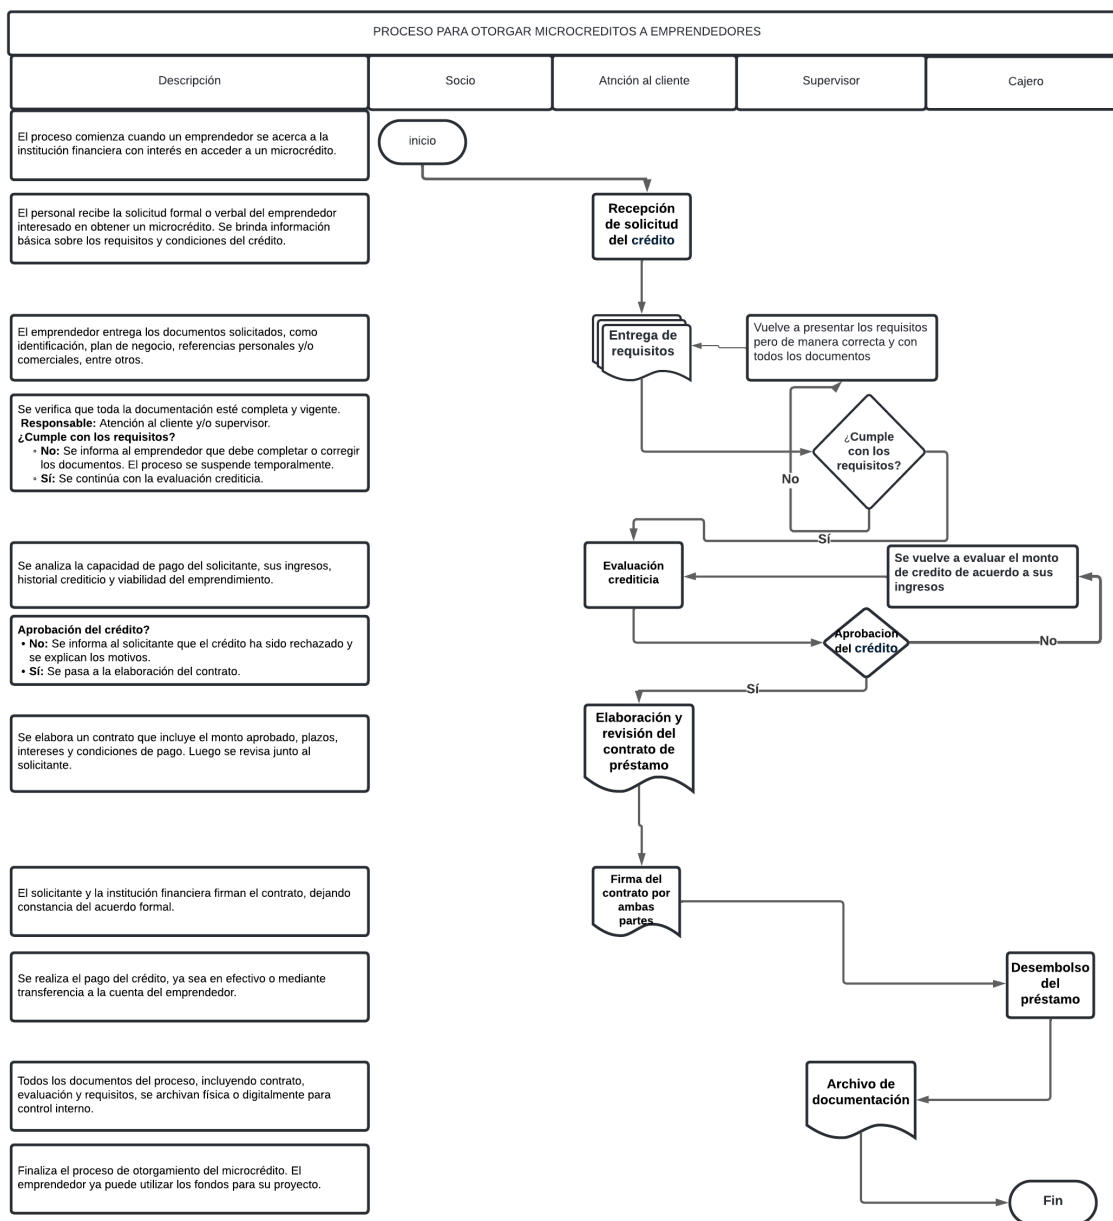 PROCESO PARA OTORGAR MICROCREDITOS A EMPRENDEDORES
Descripción
Socio
Atnción al cliente
Supervisor
Cajero
El proceso comienza cuando un emprendedor se acerca a la
institución financiera con interés en acceder a un microcrédito.
inicio
El personal recibe la solicitud formal o verbal del emprendedor
interesado en obtener un microcrédito. Se brinda información
básica sobre los requisitos y condiciones del crédito.
Recepción
de solicitud
del crédito
El emprendedor entrega los documentos solicitados, como
identificación, plan de negocio, referencias personales y/o
comerciales, entre otros.
Entrega de
requisitos
Vuelve a presentar los requisitos
pero de manera correcta y con
todos los documentos
Se verifica que toda la documentación esté completa y vigente.
Responsable: Atención al cliente y/o supervisor.
¿Cumple con los requisitos?
◦ No: Se informa al emprendedor que debe completar o corregir
los documentos. El proceso se suspende temporalmente.
◦ Sí: Se continúa con la evaluación crediticia.
¿Cumple
con los
requisitos?
No
Sí
Se analiza la capacidad de pago del solicitante, sus ingresos,
historial crediticio y viabilidad del emprendimiento.
Evaluación
crediticia
Se vuelve a evaluar el monto
de credito de acuerdo a sus
ingresos
Aprobación del crédito?
• No: Se informa al solicitante que el crédito ha sido rechazado y
se explican los motivos.
• Sí: Se pasa a la elaboración del contrato.
Aprobacion
del crédito
No
Sí
Se elabora un contrato que incluye el monto aprobado, plazos,
intereses y condiciones de pago. Luego se revisa junto al
solicitante.
Elaboración y
revisión del
contrato de
préstamo
El solicitante y la institución financiera firman el contrato, dejando
constancia del acuerdo formal.
Firma del
contrato por
ambas
partes
Se realiza el pago del crédito, ya sea en efectivo o mediante
transferencia a la cuenta del emprendedor.
Desembolso
del
préstamo
Todos los documentos del proceso, incluyendo contrato,
evaluación y requisitos, se archivan física o digitalmente para
control interno.
Archivo de
documentación
Finaliza el proceso de otorgamiento del microcrédito. El
emprendedor ya puede utilizar los fondos para su proyecto.
Fin